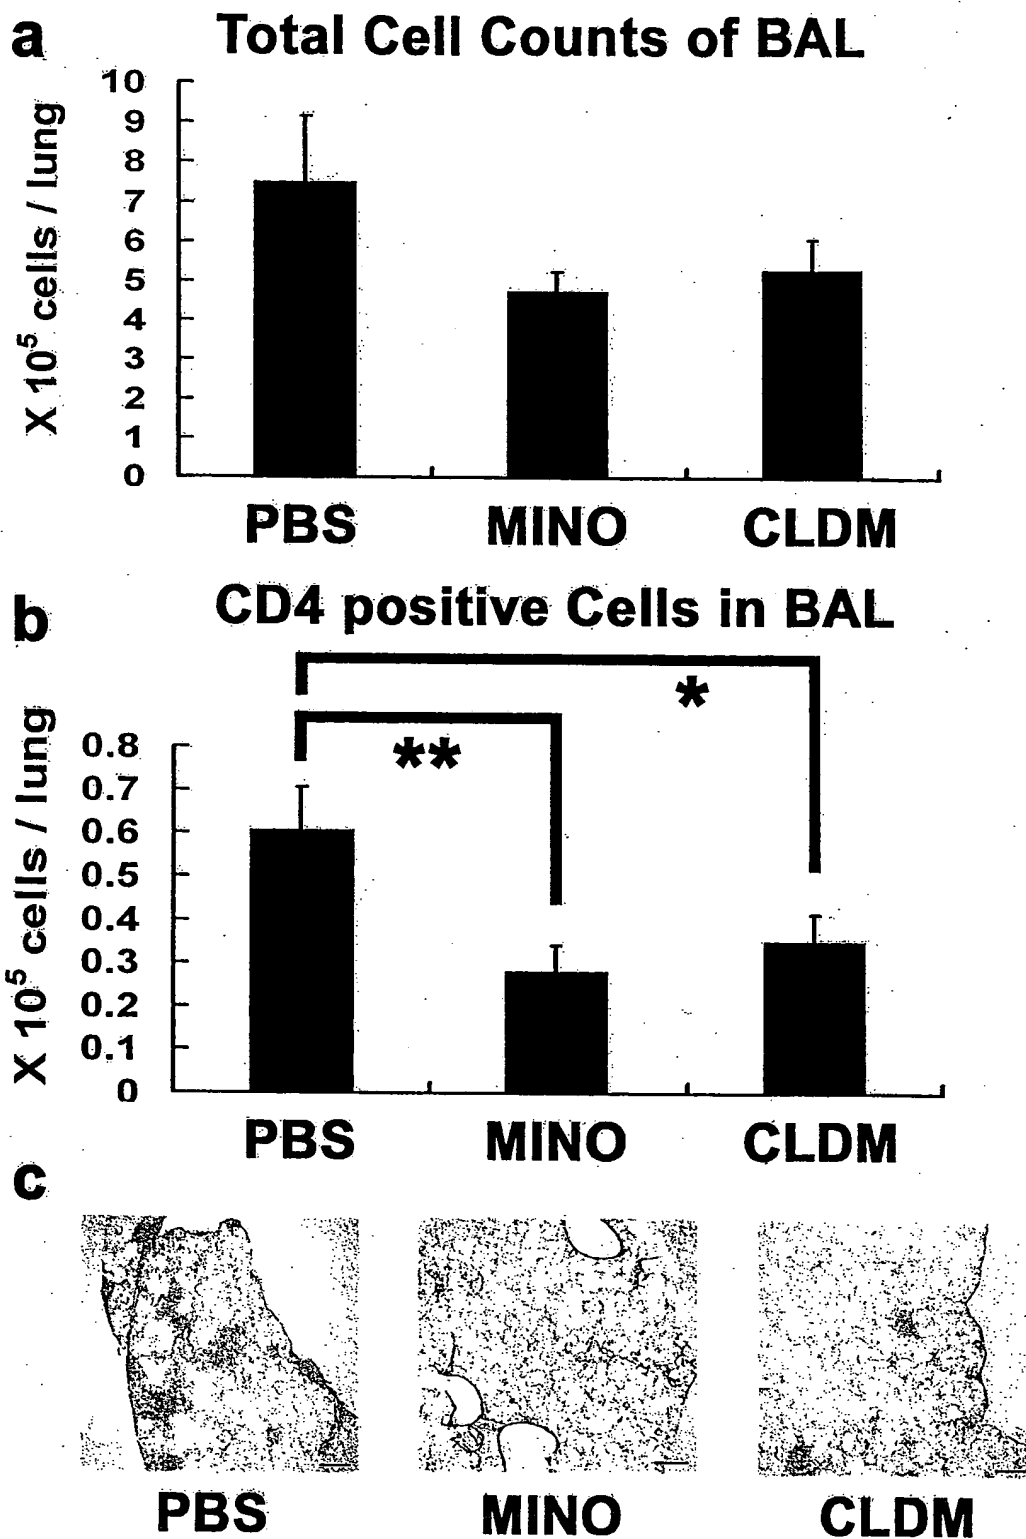 a Total Cell Counts of BAL
X 10⁵ cells / lung
10
9
8
7
6
5
4
3
2
1
0
PBS MINO CLDM
b CD4 positive Cells in BAL
X 10⁵ cells / lung
*
**
0.8
0.7
0.6
0.5
0.4
0.3
0.2
0.1
0
PBS MINO CLDM
c
PBS MINO CLDM